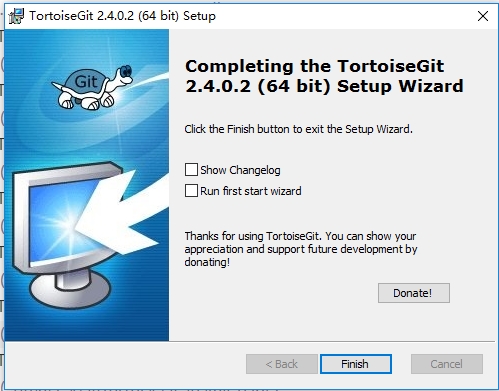 TortoiseGit 2.4.0.2 (64 bit) Setup
Git
Completing the TortoiseGit
2.4.0.2 (64 bit) Setup Wizard
Click the Finish button to exit the Setup Wizard.
Show Changelog
Run first start wizard
Thanks for using TortoiseGit. You can show your
appreciation and support future development by
donating!
Donate!
< Back
Finish
Cancel